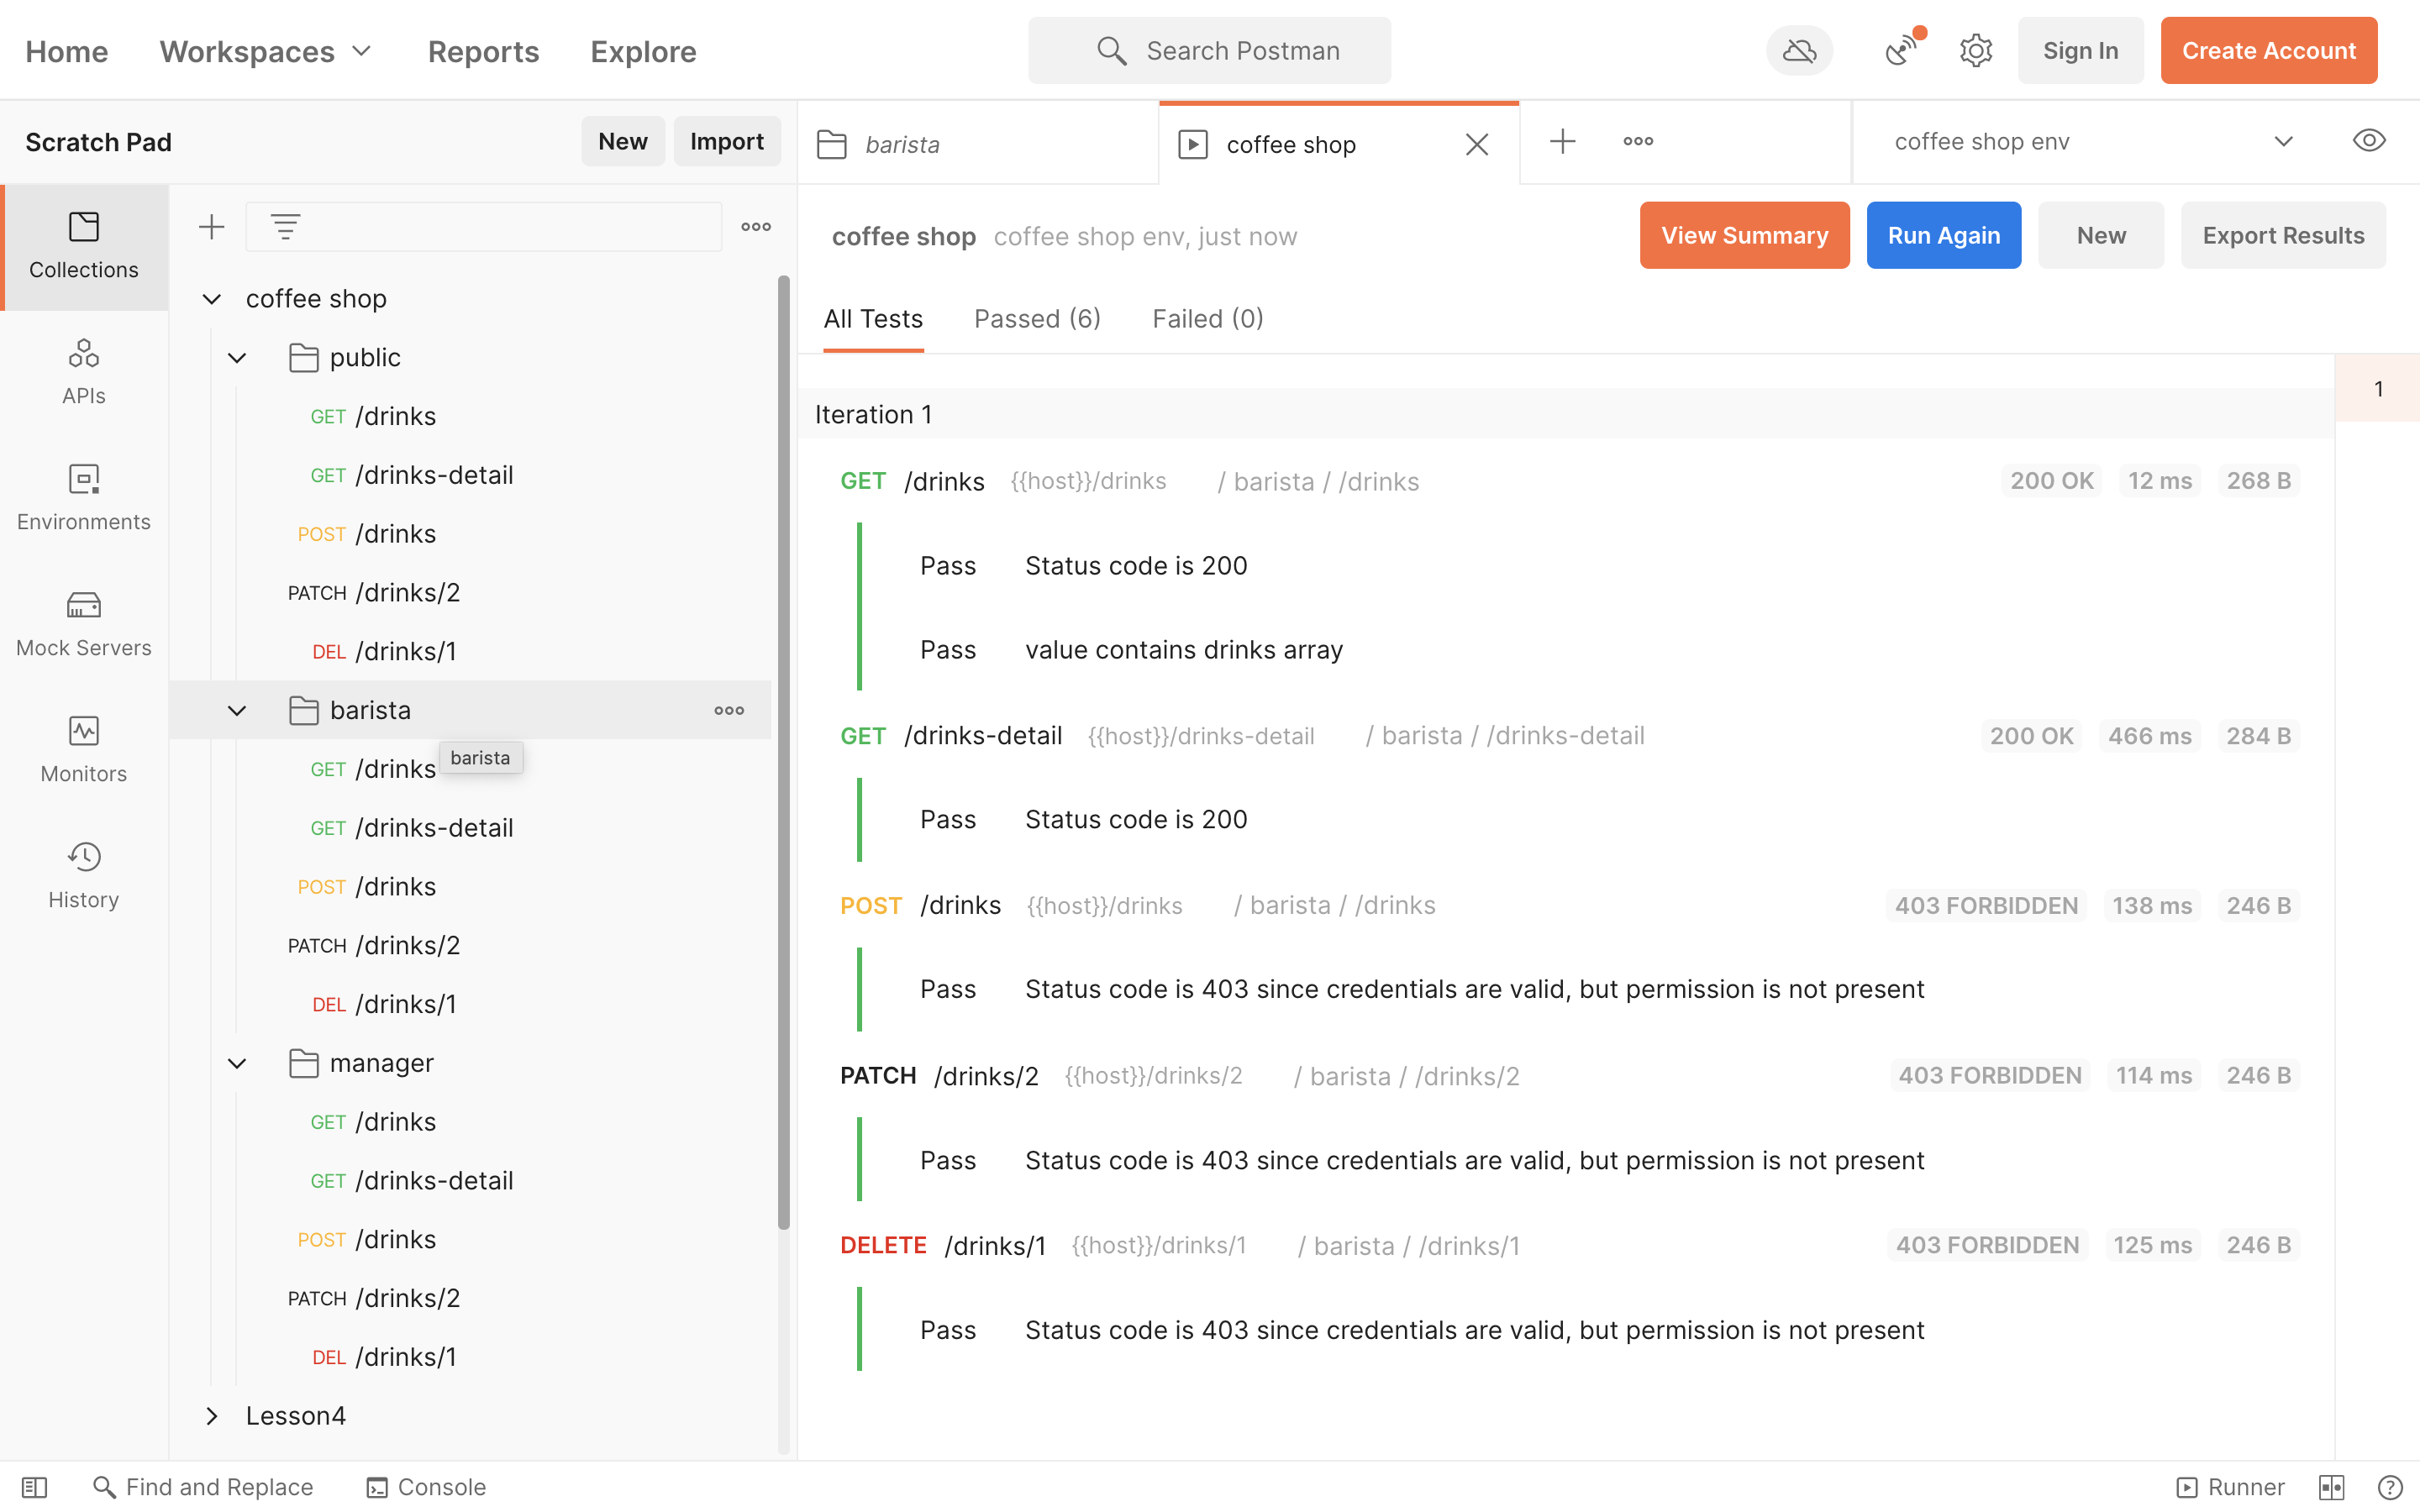 Home Workspaces Reports Explore Search Postman Sign In Create Account
Scratch Pad New Import barista coffee shop coffee shop env
Collections
APIs
Environments
Mock Servers
Monitors
History
coffee shop
public
GET /drinks
GET /drinks-detail
POST /drinks
PATCH /drinks/2
DEL /drinks/1
barista
barista
GET /drinks
GET /drinks-detail
POST /drinks
PATCH /drinks/2
DEL /drinks/1
manager
GET /drinks
GET /drinks-detail
POST /drinks
PATCH /drinks/2
DEL /drinks/1
Lesson4
coffee shop coffee shop env, just now View Summary Run Again New Export Results
All Tests Passed (6) Failed (0)
1
Iteration 1
GET /drinks {{host}}/drinks / barista / /drinks 200 OK 12 ms 268 B
Pass Status code is 200
Pass value contains drinks array
GET /drinks-detail {{host}}/drinks-detail / barista / /drinks-detail 200 OK 466 ms 284 B
Pass Status code is 200
POST /drinks {{host}}/drinks / barista / /drinks 403 FORBIDDEN 138 ms 246 B
Pass Status code is 403 since credentials are valid, but permission is not present
PATCH /drinks/2 {{host}}/drinks/2 / barista / /drinks/2 403 FORBIDDEN 114 ms 246 B
Pass Status code is 403 since credentials are valid, but permission is not present
DELETE /drinks/1 {{host}}/drinks/1 / barista / /drinks/1 403 FORBIDDEN 125 ms 246 B
Pass Status code is 403 since credentials are valid, but permission is not present
Find and Replace Console Runner